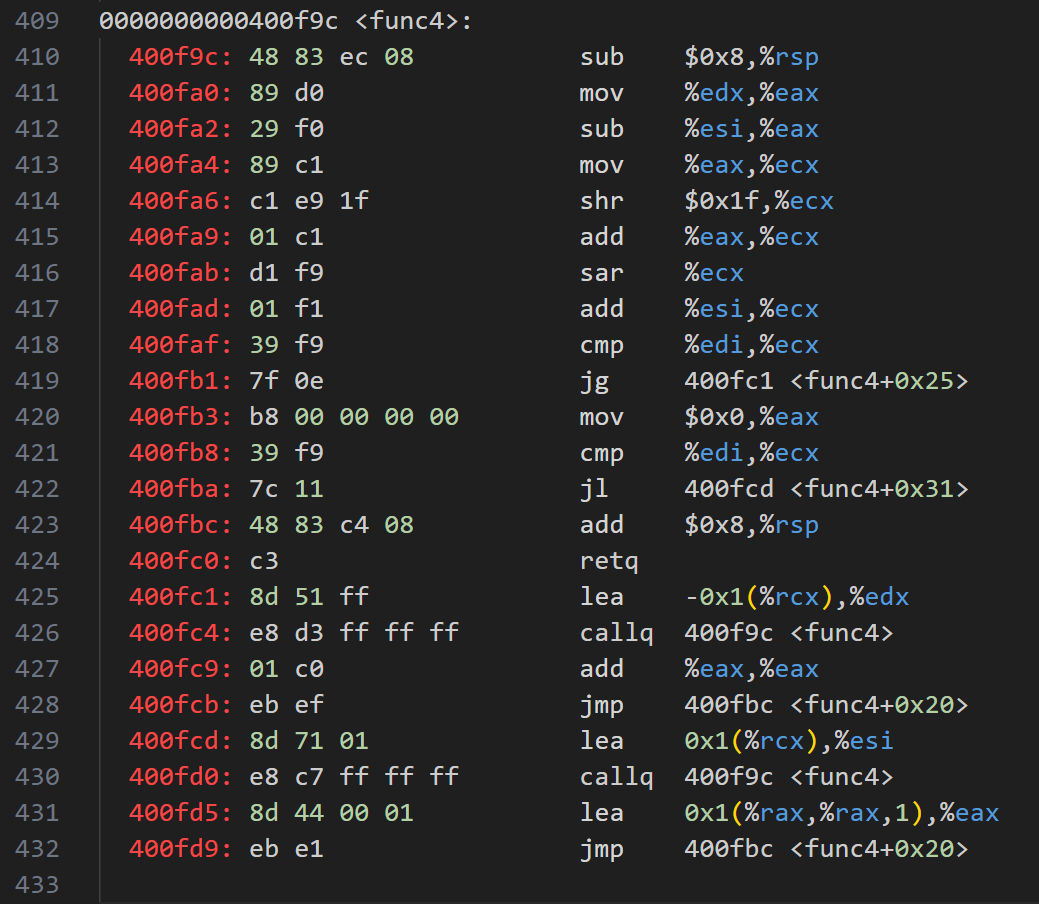 409 0000000000400f9c <func4>:
410 400f9c: 48 83 ec 08 sub $0x8,%rsp
411 400fa0: 89 d0 mov %edx,%eax
412 400fa2: 29 f0 sub %esi,%eax
413 400fa4: 89 c1 mov %eax,%ecx
414 400fa6: c1 e9 1f shr $0x1f,%ecx
415 400fa9: 01 c1 add %eax,%ecx
416 400fab: d1 f9 sar %ecx
417 400fad: 01 f1 add %esi,%ecx
418 400faf: 39 f9 cmp %edi,%ecx
419 400fb1: 7f 0e jg 400fc1 <func4+0x25>
420 400fb3: b8 00 00 00 00 mov $0x0,%eax
421 400fb8: 39 f9 cmp %edi,%ecx
422 400fba: 7c 11 jl 400fcd <func4+0x31>
423 400fbc: 48 83 c4 08 add $0x8,%rsp
424 400fc0: c3 retq
425 400fc1: 8d 51 ff lea -0x1(%rcx),%edx
426 400fc4: e8 d3 ff ff ff callq 400f9c <func4>
427 400fc9: 01 c0 add %eax,%eax
428 400fcb: eb ef jmp 400fbc <func4+0x20>
429 400fcd: 8d 71 01 lea 0x1(%rcx),%esi
430 400fd0: e8 c7 ff ff ff callq 400f9c <func4>
431 400fd5: 8d 44 00 01 lea 0x1(%rax,%rax,1),%eax
432 400fd9: eb e1 jmp 400fbc <func4+0x20>
433